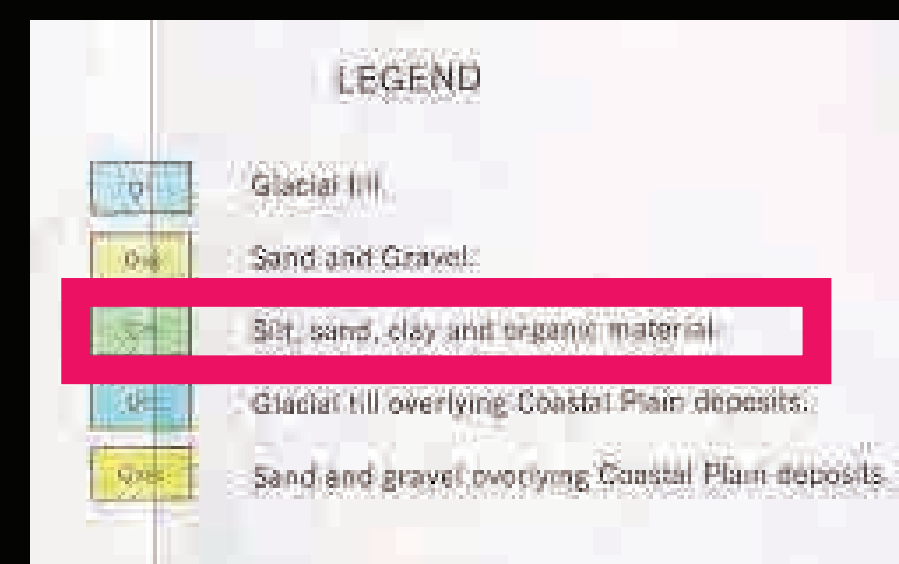 LEGEND
Glacial till.
Sand and Gravel.
Silt, sand, clay and organic material.
Glacial till overlying Coastal Plain deposits.
Sand and gravel overlying Coastal Plain deposits.